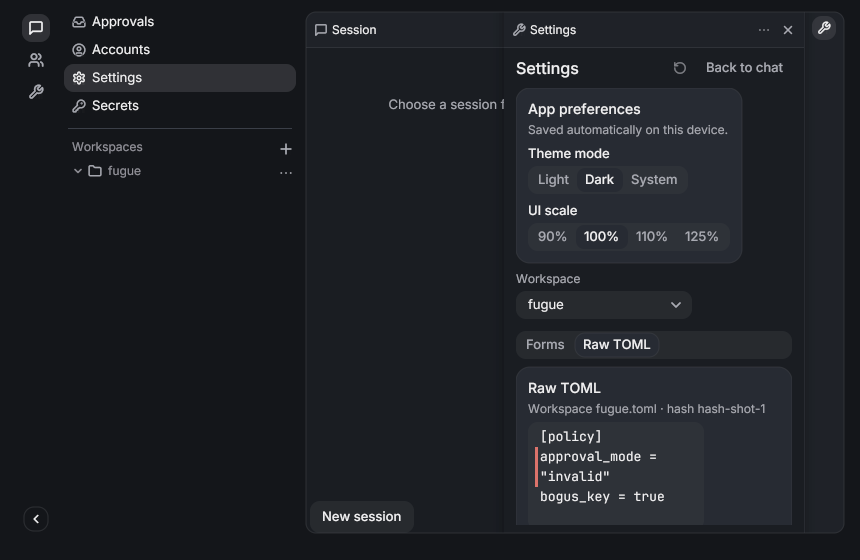 Approvals
Accounts
Settings
Secrets
Workspaces
fugue
Session
Choose a session f
New session
Settings
Settings
Back to chat
App preferences
Saved automatically on this device.
Theme mode
Light Dark System
UI scale
90% 100% 110% 125%
Workspace
fugue
Forms Raw TOML
Raw TOML
Workspace fugue.toml · hash hash-shot-1
[policy]
approval_mode =
"invalid"
bogus_key = true